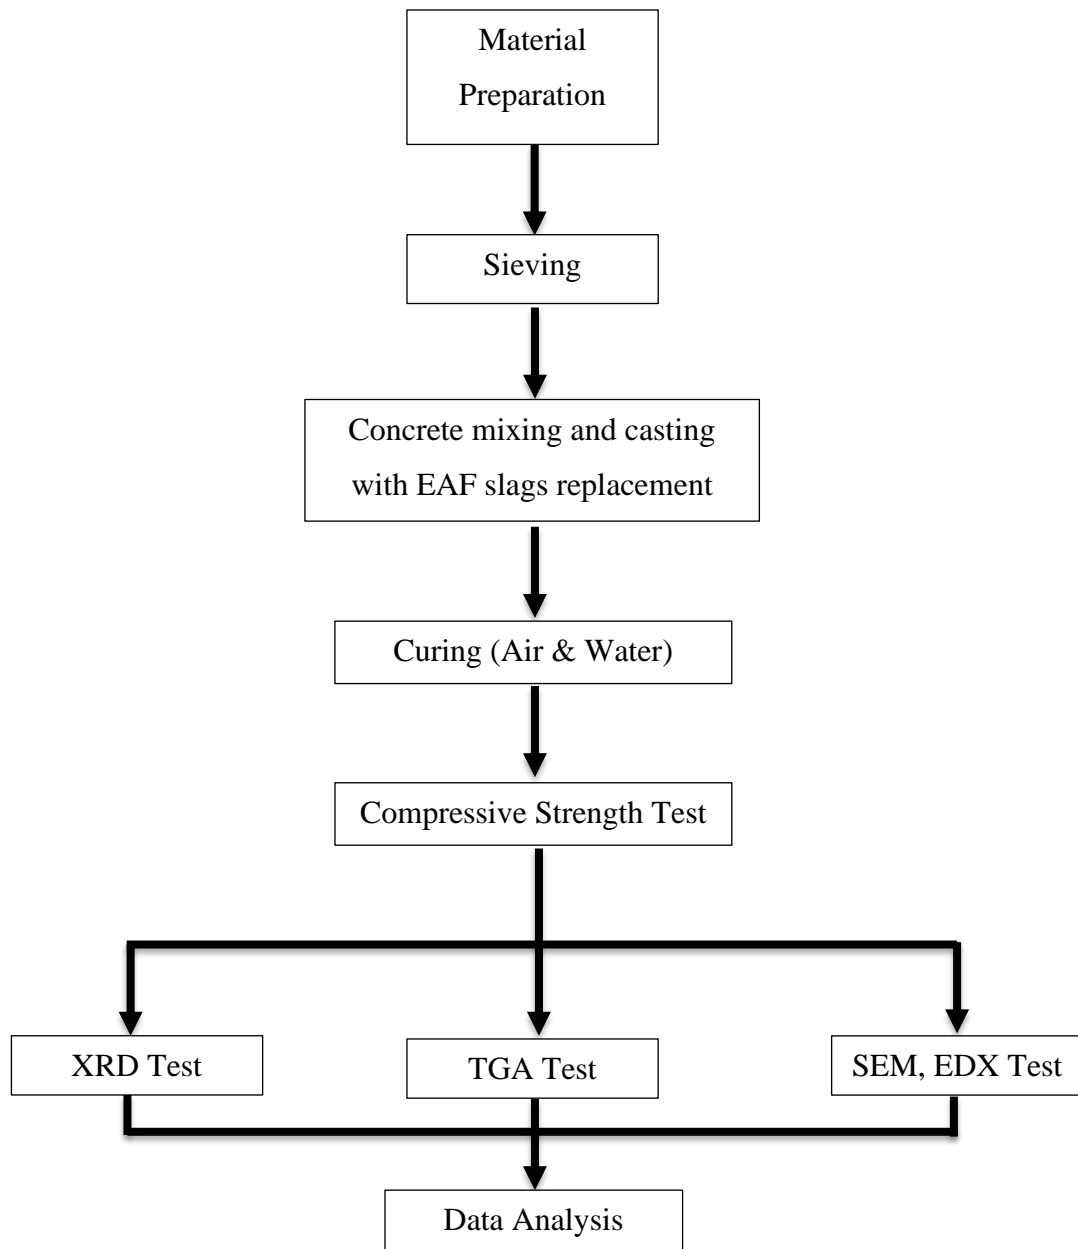 Material
Preparation
Sieving
Concrete mixing and casting
with EAF slags replacement
Curing (Air & Water)
Compressive Strength Test
XRD Test
TGA Test
SEM, EDX Test
Data Analysis